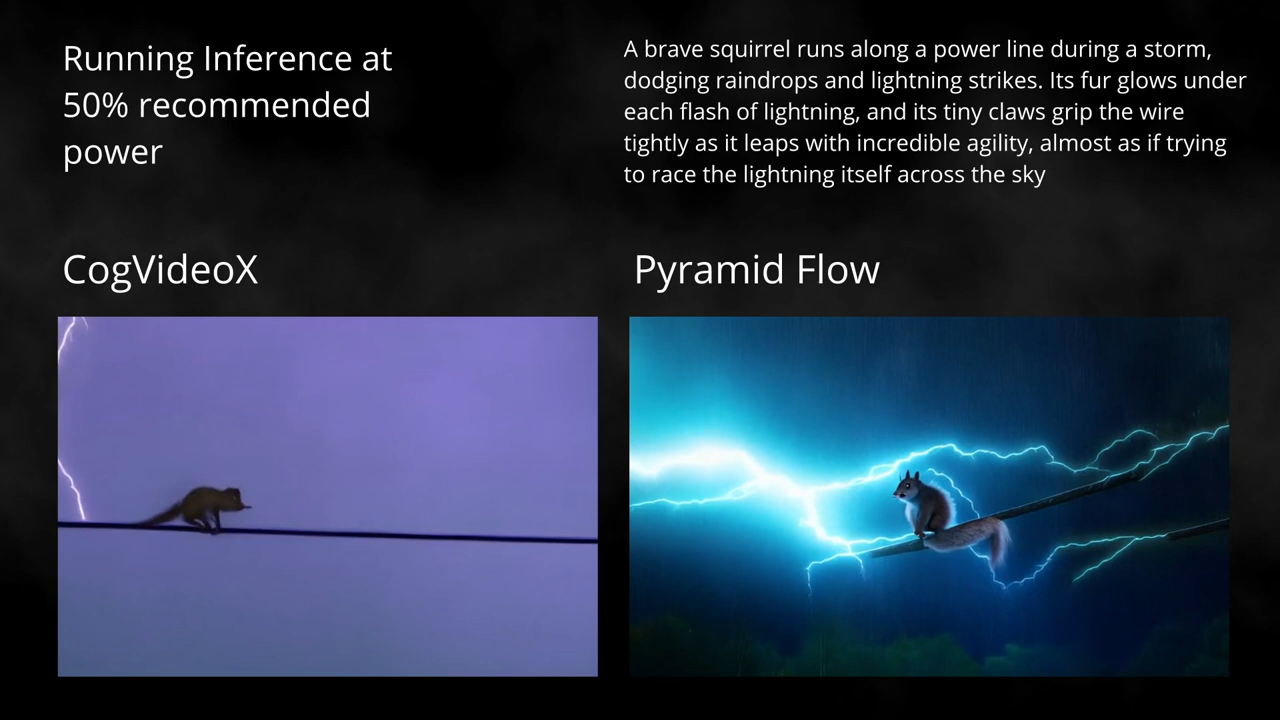 Running Inference at
50% recommended
power
A brave squirrel runs along a power line during a storm,
dodging raindrops and lightning strikes. Its fur glows under
each flash of lightning, and its tiny claws grip the wire
tightly as it leaps with incredible agility, almost as if trying
to race the lightning itself across the sky
CogVideoX
Pyramid Flow